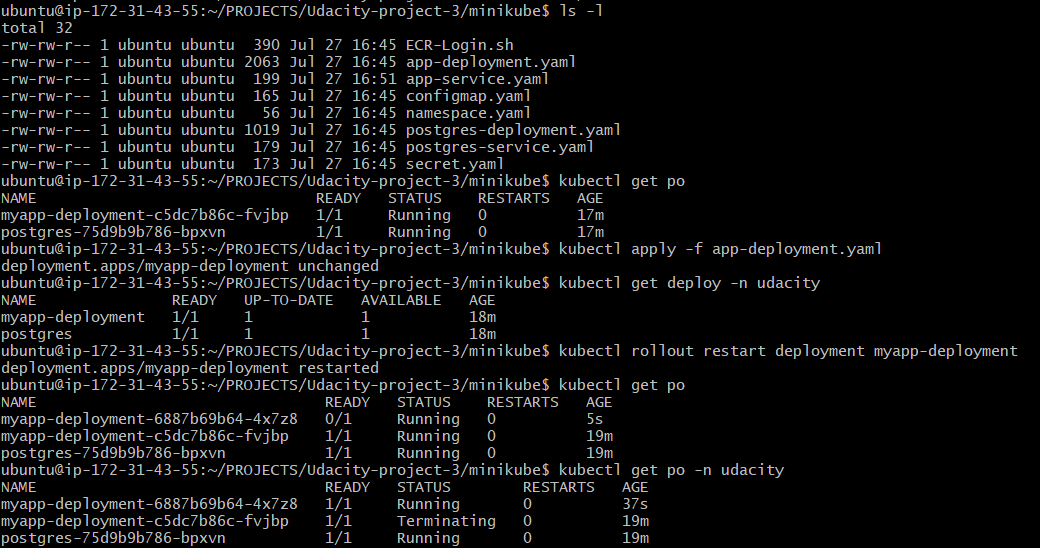 ubuntu@ip-172-31-43-55:~/PROJECTS/Udacity-project-3/minikube$ ls -l
total 32
-rw-rw-r-- 1 ubuntu ubuntu  390 Jul 27 16:45 ECR-Login.sh
-rw-rw-r-- 1 ubuntu ubuntu 2063 Jul 27 16:45 app-deployment.yaml
-rw-rw-r-- 1 ubuntu ubuntu  199 Jul 27 16:51 app-service.yaml
-rw-rw-r-- 1 ubuntu ubuntu  165 Jul 27 16:45 configmap.yaml
-rw-rw-r-- 1 ubuntu ubuntu   56 Jul 27 16:45 namespace.yaml
-rw-rw-r-- 1 ubuntu ubuntu 1019 Jul 27 16:45 postgres-deployment.yaml
-rw-rw-r-- 1 ubuntu ubuntu  179 Jul 27 16:45 postgres-service.yaml
-rw-rw-r-- 1 ubuntu ubuntu  173 Jul 27 16:45 secret.yaml
ubuntu@ip-172-31-43-55:~/PROJECTS/Udacity-project-3/minikube$ kubectl get po
NAME                               READY   STATUS    RESTARTS   AGE
myapp-deployment-c5dc7b86c-fvjbp   1/1     Running   0          17m
postgres-75d9b9b786-bpxvn          1/1     Running   0          17m
ubuntu@ip-172-31-43-55:~/PROJECTS/Udacity-project-3/minikube$ kubectl apply -f app-deployment.yaml
deployment.apps/myapp-deployment unchanged
ubuntu@ip-172-31-43-55:~/PROJECTS/Udacity-project-3/minikube$ kubectl get deploy -n udacity
NAME               READY   UP-TO-DATE   AVAILABLE   AGE
myapp-deployment   1/1     1            1           18m
postgres           1/1     1            1           18m
ubuntu@ip-172-31-43-55:~/PROJECTS/Udacity-project-3/minikube$ kubectl rollout restart deployment myapp-deployment
deployment.apps/myapp-deployment restarted
ubuntu@ip-172-31-43-55:~/PROJECTS/Udacity-project-3/minikube$ kubectl get po
NAME                                READY   STATUS    RESTARTS   AGE
myapp-deployment-6887b69b64-4x7z8   0/1     Running   0          5s
myapp-deployment-c5dc7b86c-fvjbp    1/1     Running   0          19m
postgres-75d9b9b786-bpxvn           1/1     Running   0          19m
ubuntu@ip-172-31-43-55:~/PROJECTS/Udacity-project-3/minikube$ kubectl get po -n udacity
NAME                                READY   STATUS        RESTARTS   AGE
myapp-deployment-6887b69b64-4x7z8   1/1     Running       0          37s
myapp-deployment-c5dc7b86c-fvjbp    1/1     Terminating   0          19m
postgres-75d9b9b786-bpxvn           1/1     Running       0          19m